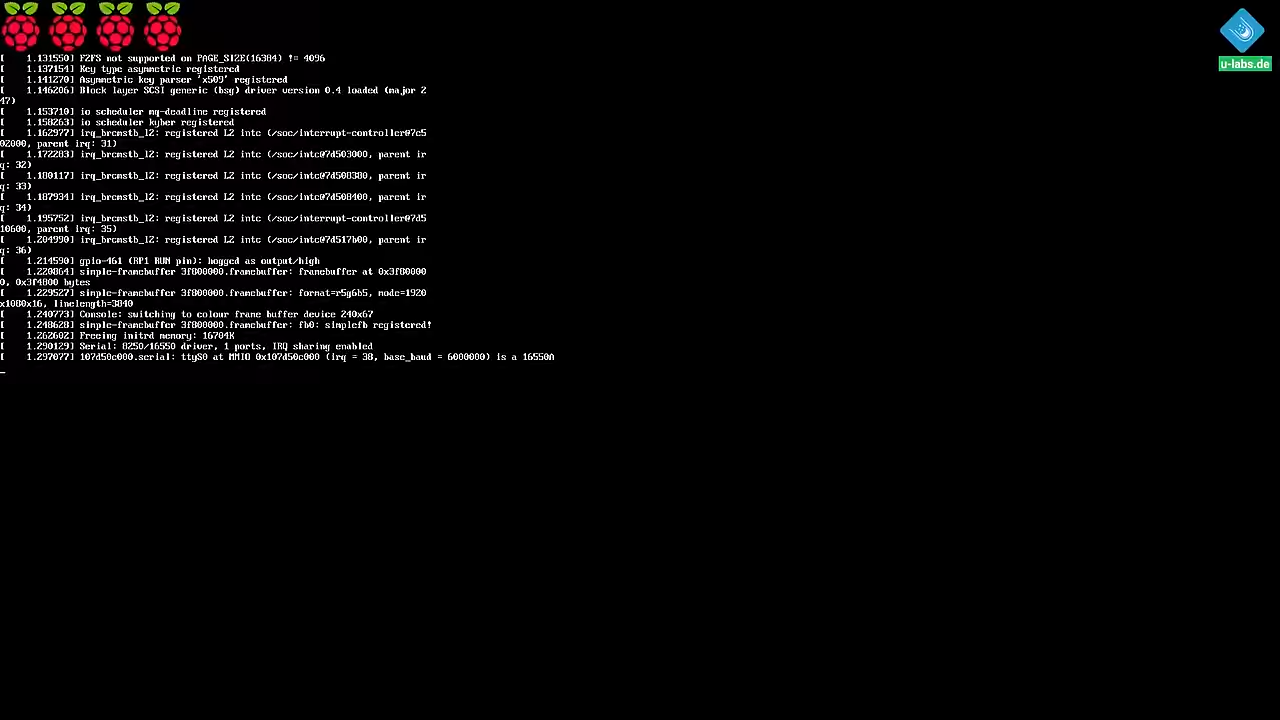 [    1.131550] F2FS not supported on PAGE_SIZE(16384) != 4096
[    1.137154] Key type asymmetric registered
[    1.141270] Asymmetric key parser 'x509' registered
[    1.146206] Block layer SCSI generic (bsg) driver version 0.4 loaded (major 2
47)
[    1.153710] io scheduler mq-deadline registered
[    1.158263] io scheduler kyber registered
[    1.162977] irq_brcmstb_l2: registered L2 intc (/soc/interrupt-controller@7c5
02000, parent irq: 31)
[    1.172283] irq_brcmstb_l2: registered L2 intc (/soc/intc@7d503000, parent ir
q: 32)
[    1.180117] irq_brcmstb_l2: registered L2 intc (/soc/intc@7d508380, parent ir
q: 33)
[    1.187934] irq_brcmstb_l2: registered L2 intc (/soc/intc@7d508400, parent ir
q: 34)
[    1.195752] irq_brcmstb_l2: registered L2 intc (/soc/interrupt-controller@7d5
10600, parent irq: 35)
[    1.204990] irq_brcmstb_l2: registered L2 intc (/soc/intc@7d517b00, parent ir
q: 36)
[    1.214590] gpio-461 (RP1 RUN pin): hogged as output/high
[    1.220864] simple-framebuffer 3f800000.framebuffer: framebuffer at 0x3f80000
0, 0x3f4800 bytes
[    1.229527] simple-framebuffer 3f800000.framebuffer: format=r5g6b5, mode=1920
x1080x16, linelength=3840
[    1.240773] Console: switching to colour frame buffer device 240x67
[    1.248628] simple-framebuffer 3f800000.framebuffer: fb0: simplefb registered!
[    1.262602] Freeing initrd memory: 16704K
[    1.290129] Serial: 8250/16550 driver, 1 ports, IRQ sharing enabled
[    1.297077] 107d50c000.serial: ttyS0 at MMIO 0x107d50c000 (irq = 38, base_baud = 6000000) is a 16550A
_
u-labs.de